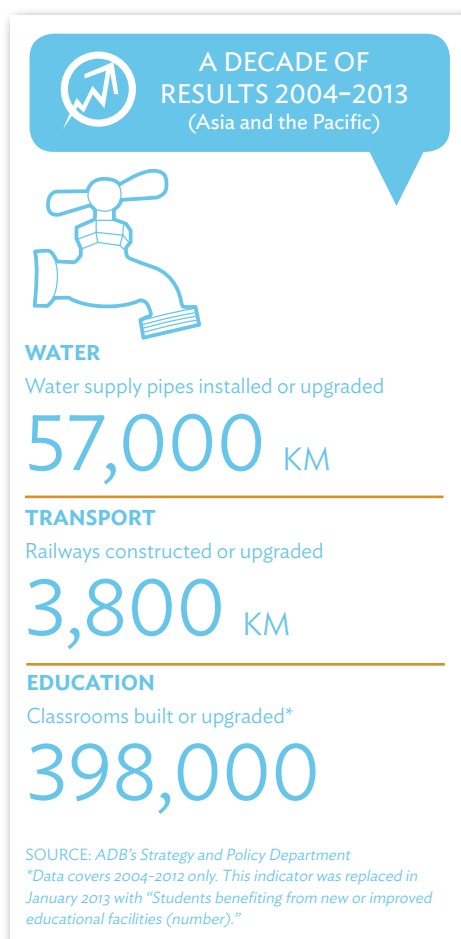 A DECADE OF
RESULTS 2004–2013
(Asia and the Pacific)
WATER
Water supply pipes installed or upgraded
57,000 KM
TRANSPORT
Railways constructed or upgraded
3,800 KM
EDUCATION
Classrooms built or upgraded*
398,000
SOURCE: ADB's Strategy and Policy Department
*Data covers 2004-2012 only. This indicator was replaced in
January 2013 with “Students benefiting from new or improved
educational facilities (number).”